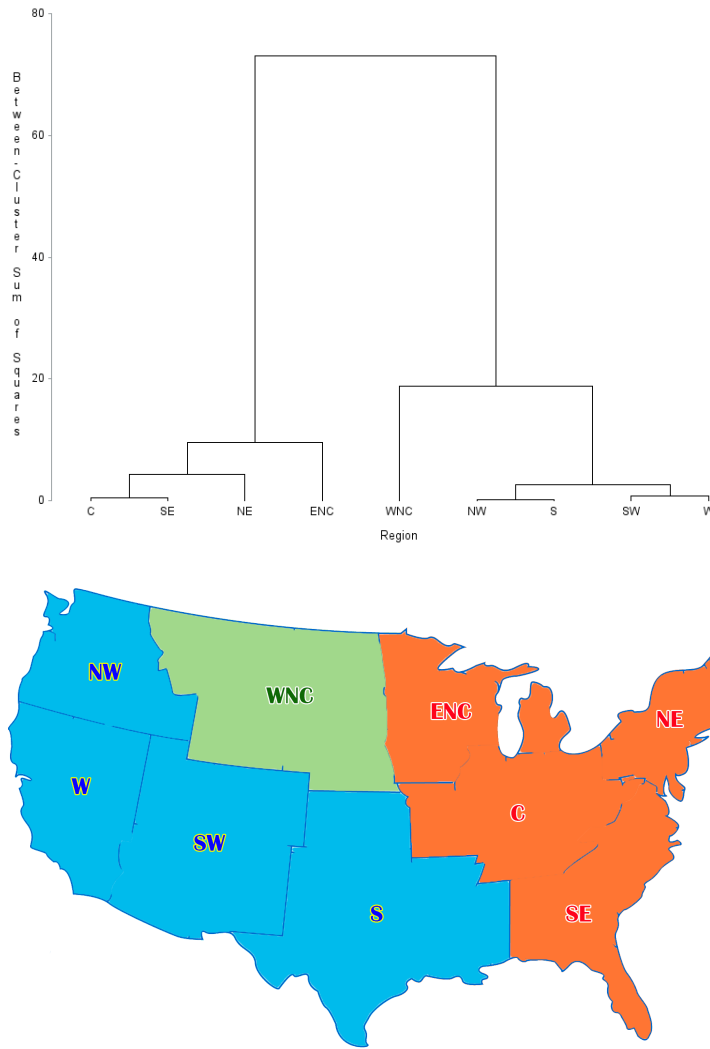 80
60
40
20
0
Between-Cluster Sum of Squares
C SE NE ENC WNC NW S SW W
Region
NW
WNC
ENC
NE
W
SW
C
S
SE